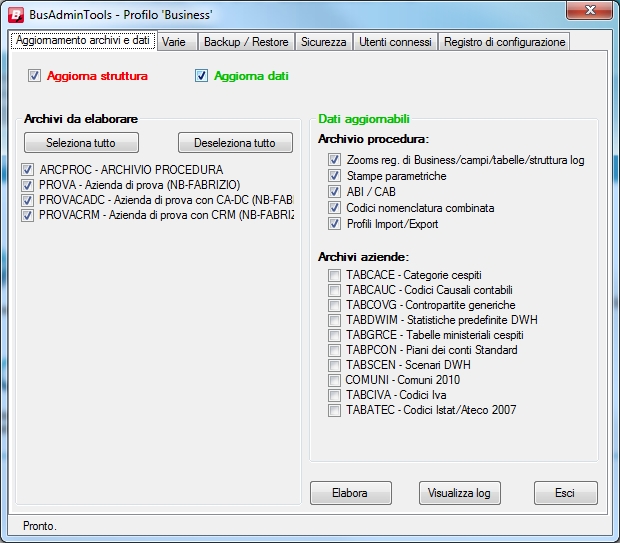 BusAdminTools - Profilo 'Business'
Aggiornamento archivi e dati
Varie
Backup / Restore
Sicurezza
Utenti connessi
Registro di configurazione
Aggiorna struttura
Aggiorna dati
Archivi da elaborare
Seleziona tutto
Deseleziona tutto
ARCPROC - ARCHIVIO PROCEDURA
PROVA - Azienda di prova (NB-FABRIZIO)
PROVACADC - Azienda di prova con CA-DC (NB-FABI
PROVACRM - Azienda di prova con CRM (NB-FABRIZ
Dati aggiornabili
Archivio procedura:
Zooms reg. di Business/campi/tabelle/struttura log
Stampe parametriche
ABI / CAB
Codici nomenclatura combinata
Profili Import/Export
Archivi aziende:
TABCACE - Categorie cespiti
TABCAUC - Codici Causali contabili
TABCOVG - Contropartite generiche
TABDWIM - Statistiche predefinite DWH
TABGRCE - Tabelle ministeriali cespiti
TABPCON - Piani dei conti Standard
TABSCEN - Scenari DWH
COMUNI - Comuni 2010
TABCIVA - Codici Iva
TABATEC - Codici Istat/Ateco 2007
Elabora
Visualizza log
Esci
Pronto.